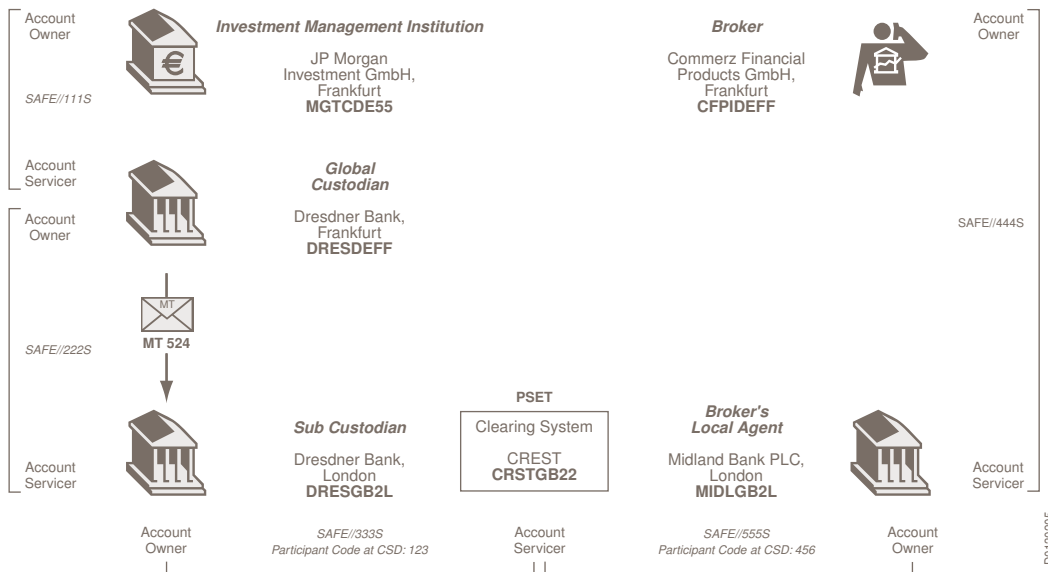 Account
Owner
Investment Management Institution
Broker
Account
Owner
JP Morgan
Investment GmbH,
Frankfurt
MGTCDE55
Commerz Financial
Products GmbH,
Frankfurt
CFPIDEFF
€
SAFE//111S
Account
Servicer
Global
Custodian
Account
Owner
Dresdner Bank,
Frankfurt
DRESDEFF
SAFE//444S
MT
MT 524
SAFE//222S
PSET
Sub Custodian
Clearing System
Broker's
Local Agent
Dresdner Bank,
London
DRESGB2L
CREST
CRSTGB22
Midland Bank PLC,
London
MIDLGB2L
Account
Servicer
Account
Servicer
Account
Owner
SAFE//333S
Participant Code at CSD: 123
Account
Servicer
SAFE//555S
Participant Code at CSD: 456
Account
Owner